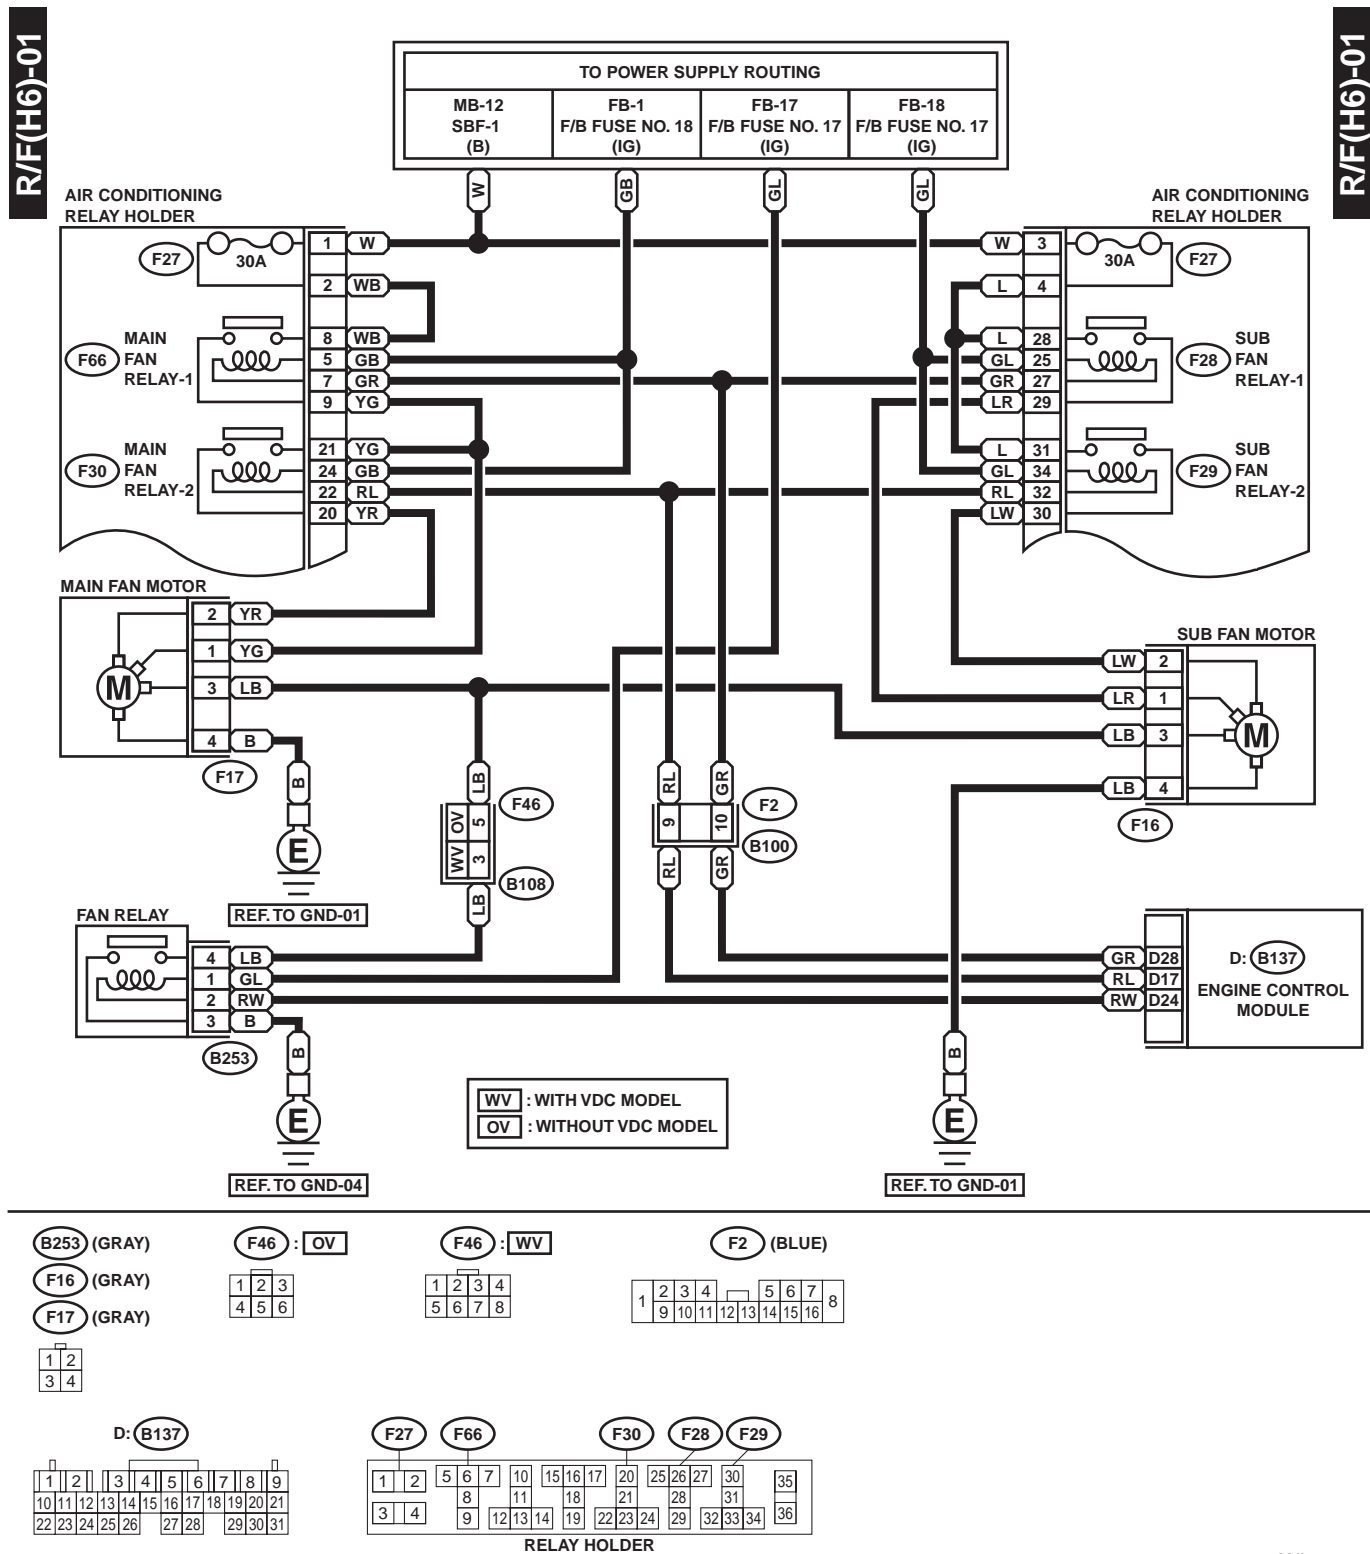 R/F(H6)-01
R/F(H6)-01
TO POWER SUPPLY ROUTING
MB-12 FB-1 FB-17 FB-18
SBF-1 F/B FUSE NO. 18 F/B FUSE NO. 17 F/B FUSE NO. 17
(B) (IG) (IG) (IG)
W GB GL GL
AIR CONDITIONING
RELAY HOLDER
F27 30A
1 W
2 WB
F66 MAIN
FAN
RELAY-1
8 WB
5 GB
7 GR
9 YG
F30 MAIN
FAN
RELAY-2
21 YG
24 GB
22 RL
20 YR
AIR CONDITIONING
RELAY HOLDER
W 3
L 4
30A F27
L 28
GL 25
GR 27
LR 29
F28 SUB
FAN
RELAY-1
L 31
GL 34
RL 32
LW 30
F29 SUB
FAN
RELAY-2
MAIN FAN MOTOR
M
2 YR
1 YG
3 LB
4 B
F17
B
E
REF. TO GND-01
SUB FAN MOTOR
LW 2
LR 1
LB 3
LB 4
M
F16
LB
OV 5 F46
WV 3
B108
LB
RL GR
9 10 F2
B100
RL GR
FAN RELAY
4 LB
1 GL
2 RW
3 B
B253
B
E
REF. TO GND-04
GR D28
RL D17
RW D24
D: B137
ENGINE CONTROL
MODULE
B
E
REF. TO GND-01
WV : WITH VDC MODEL
OV : WITHOUT VDC MODEL
B253 (GRAY)
F16 (GRAY)
F17 (GRAY)
1 2
3 4
F46 : OV
1 2 3
4 5 6
F46 : WV
1 2 3 4
5 6 7 8
F2 (BLUE)
1 2 3 4 5 6 7 8
9 10 11 12 13 14 15 16
D: B137
1 2 3 4 5 6 7 8 9
10 11 12 13 14 15 16 17 18 19 20 21
22 23 24 25 26 27 28 29 30 31
F27 F66 F30 F28 F29
1 2 5 6 7 10 15 16 17 20 25 26 27 30 35
8 11 18 21 28 31
3 4 9 12 13 14 19 22 23 24 29 32 33 34 36
RELAY HOLDER